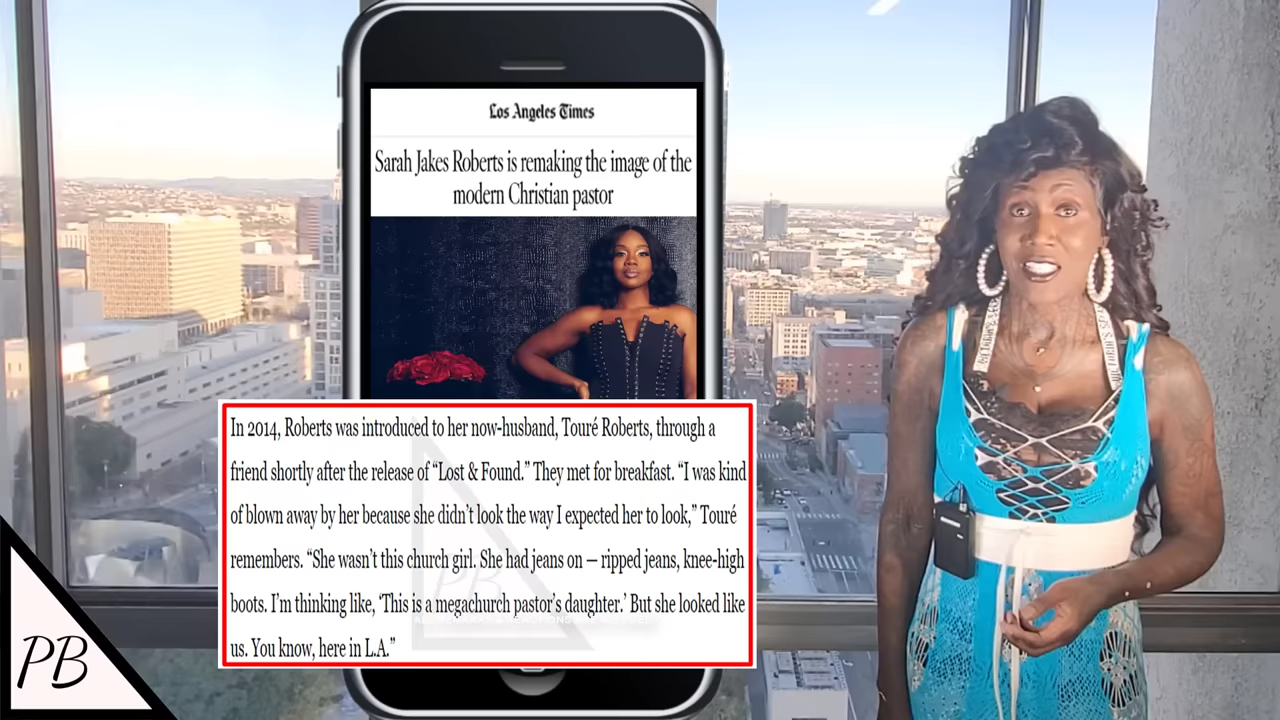 Los Angeles Times
Sarah Jakes Roberts is remaking the image of the
modern Christian pastor
In 2014, Roberts was introduced to her now-husband, Touré Roberts, through a
friend shortly after the release of “Lost & Found.” They met for breakfast. “I was kind
of blown away by her because she didn’t look the way I expected her to look,” Touré
remembers. “She wasn’t this church girl. She had jeans on — ripped jeans, knee-high
boots. I’m thinking like, ‘This is a megachurch pastor’s daughter.’ But she looked like
us. You know, here in L.A.”
PB
PB